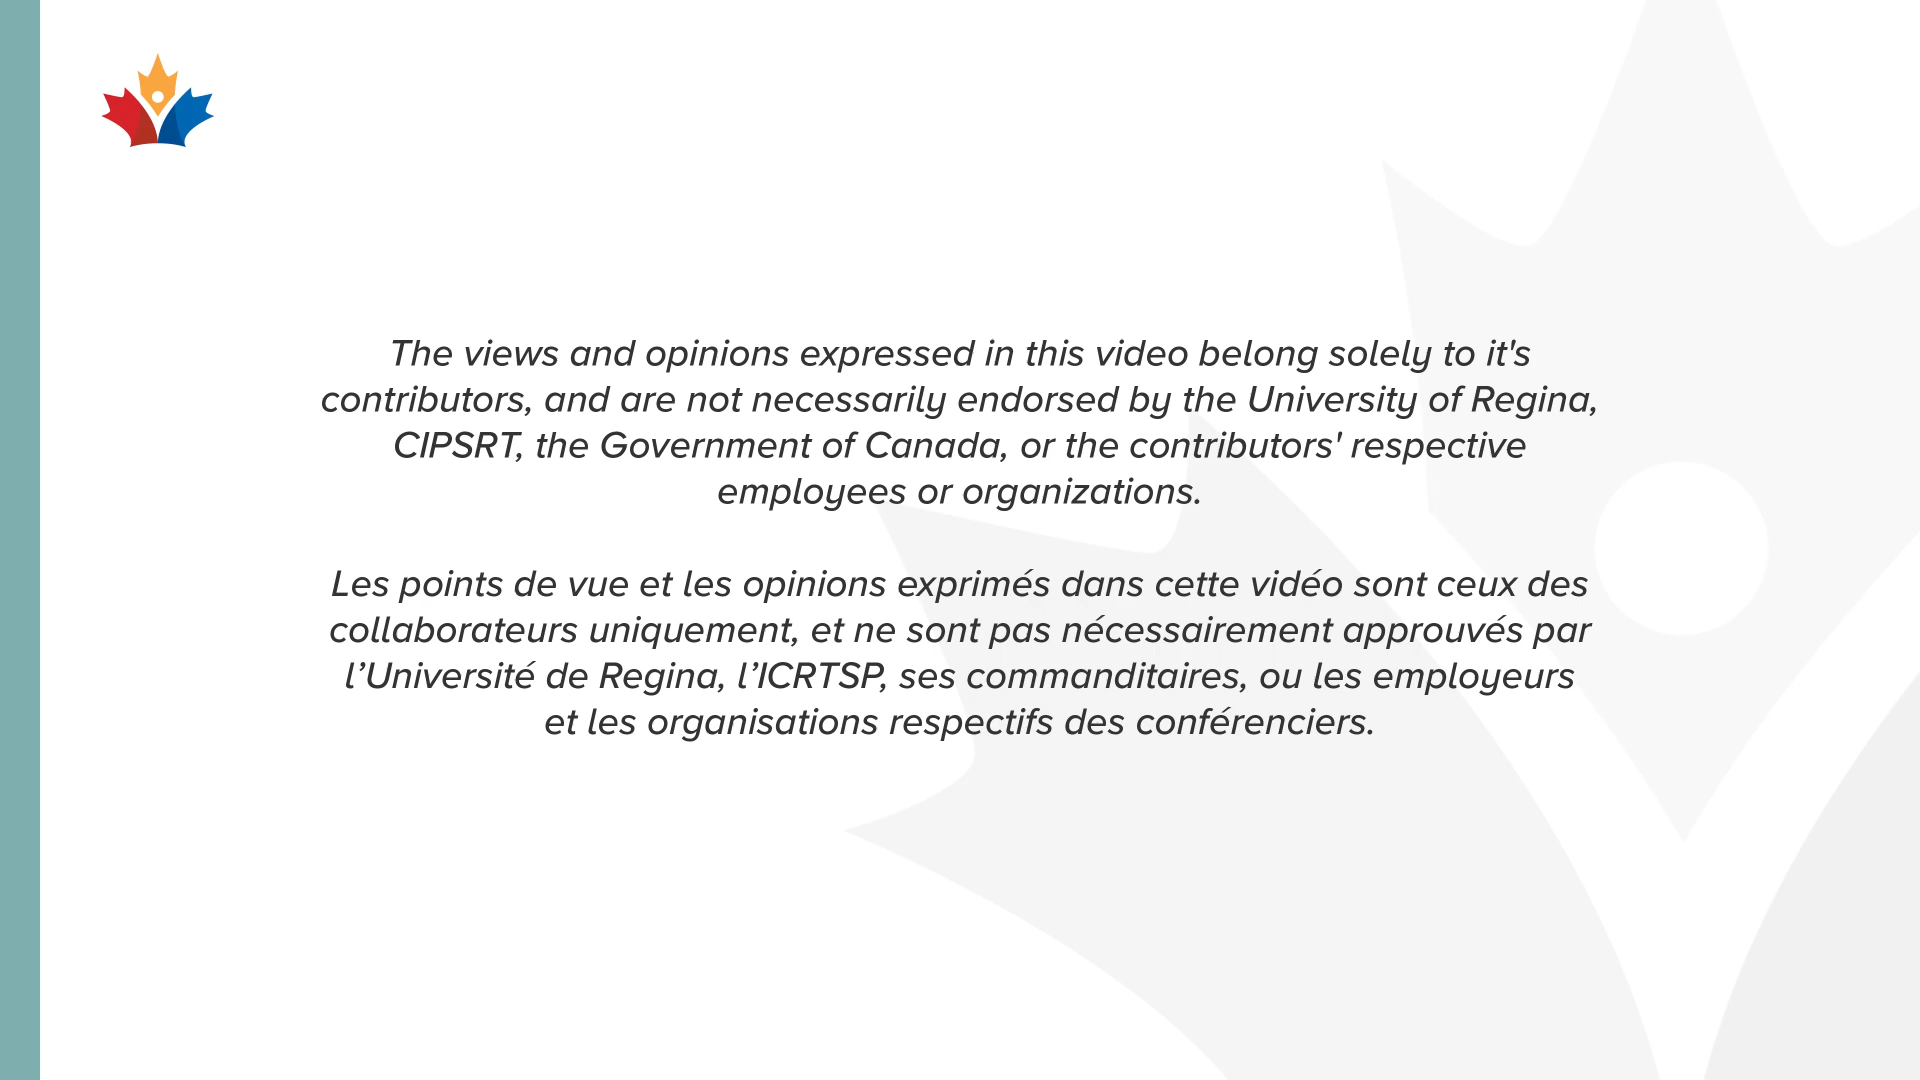 The views and opinions expressed in this video belong solely to it's
contributors, and are not necessarily endorsed by the University of Regina,
CIPSRT, the Government of Canada, or the contributors' respective
employees or organizations.
Les points de vue et les opinions exprimés dans cette vidéo sont ceux des
collaborateurs uniquement, et ne sont pas nécessairement approuvés par
l’Université de Regina, l’ICRTSP, ses commanditaires, ou les employeurs
et les organisations respectifs des conférenciers.